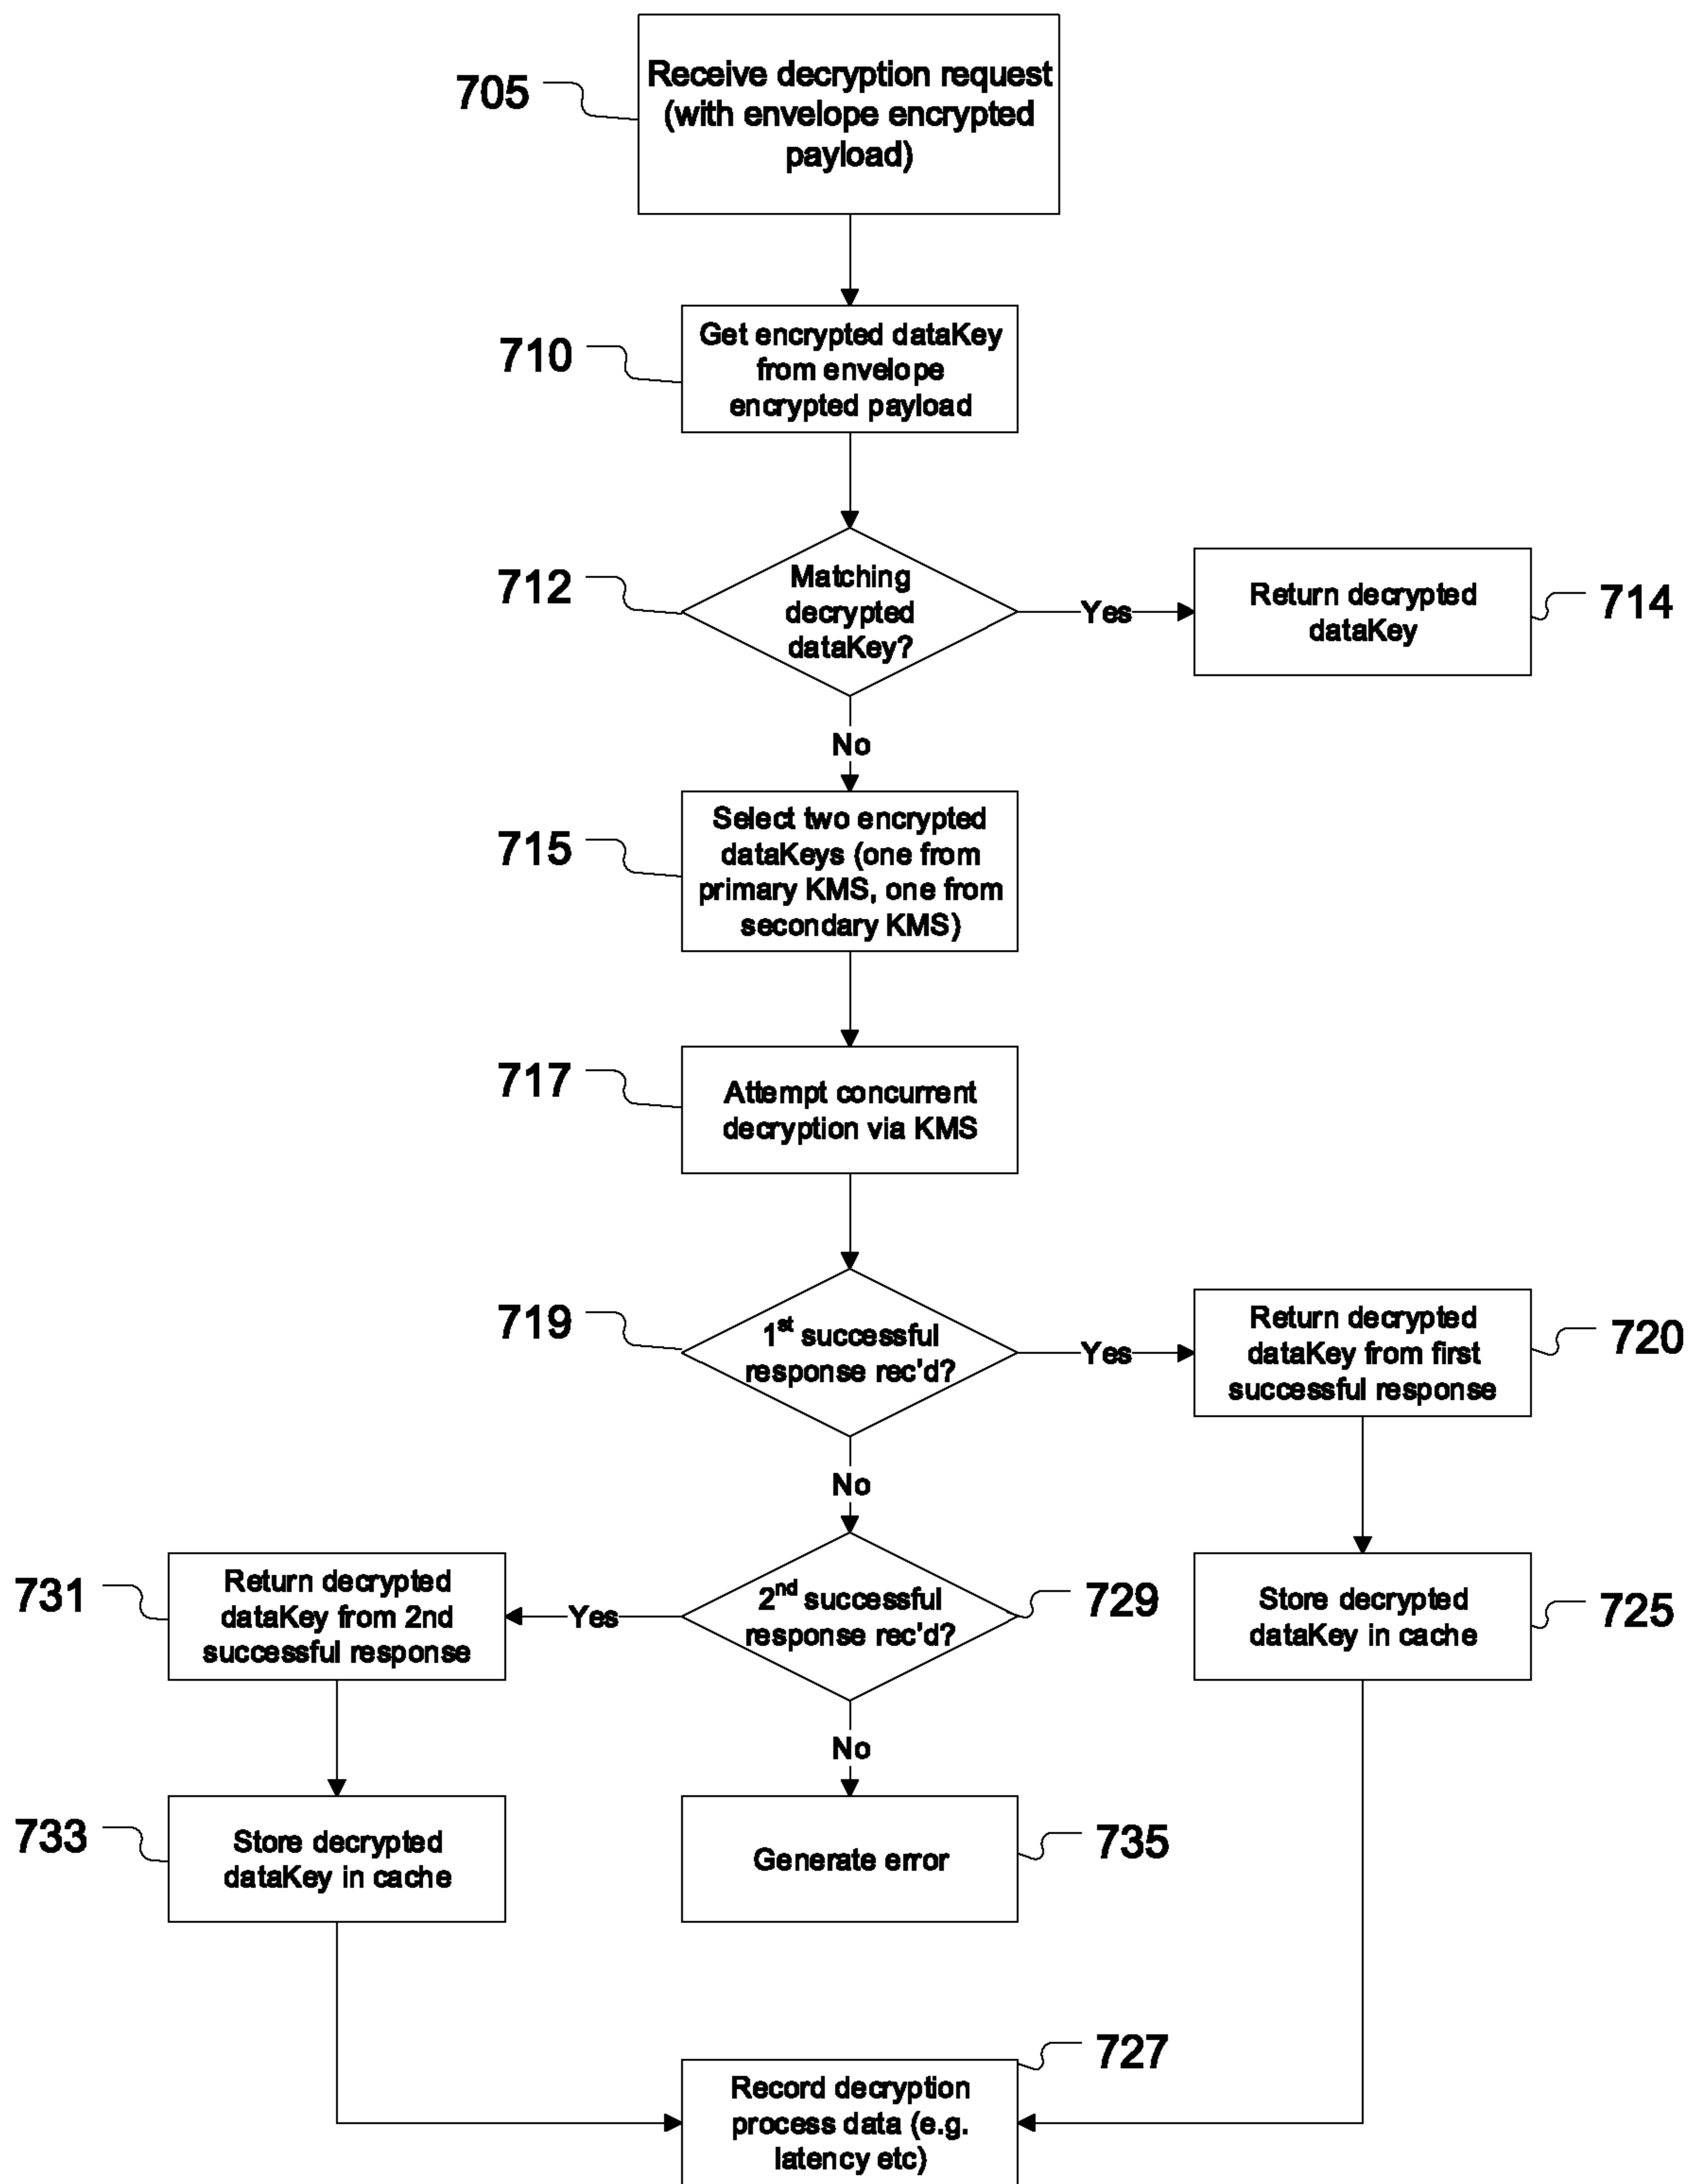 705
Receive decryption request
(with envelope encrypted
payload)
710
Get encrypted dataKey
from envelope
encrypted payload
712
Matching
decrypted
dataKey?
Yes
Return decrypted
dataKey
714
No
715
Select two encrypted
dataKeys (one from
primary KMS, one from
secondary KMS)
717
Attempt concurrent
decryption via KMS
719
1st successful
response rec'd?
Yes
Return decrypted
dataKey from first
successful response
720
No
731
Return decrypted
dataKey from 2nd
successful response
Yes
2nd successful
response rec'd?
729
Store decrypted
dataKey in cache
725
No
733
Store decrypted
dataKey in cache
Generate error
735
727
Record decryption
process data (e.g.
latency etc)